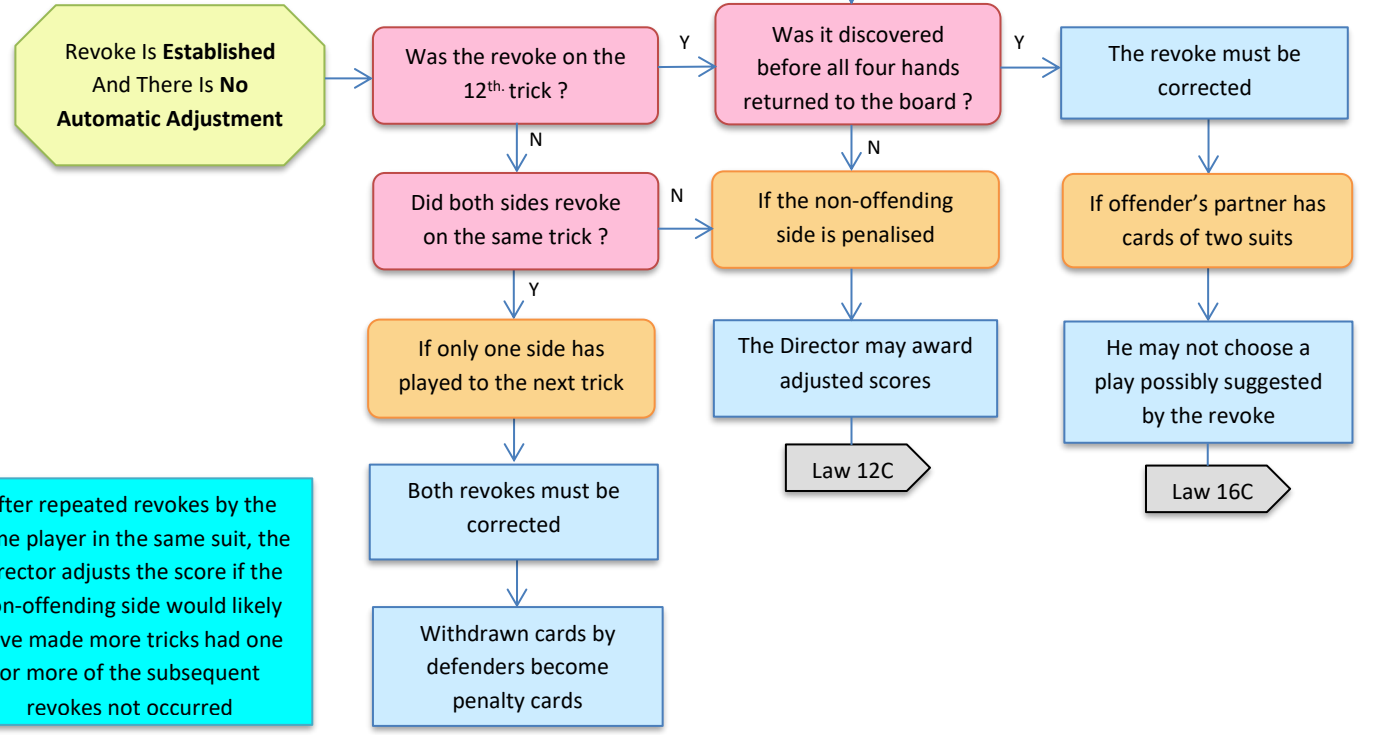 Revoke Is Established
And There Is No
Automatic Adjustment
Was the revoke on the
12th. trick ?
Y
Was it discovered
before all four hands
returned to the board ?
Y
The revoke must be
corrected
N
N
Did both sides revoke
on the same trick ?
N
If the non-offending
side is penalised
If offender’s partner has
cards of two suits
Y
If only one side has
played to the next trick
The Director may award
adjusted scores
He may not choose a
play possibly suggested
by the revoke
Law 12C
Law 16C
Both revokes must be
corrected
Withdrawn cards by
defenders become
penalty cards
repeated revokes by the
player in the same suit, the
adjusts the score if the
side would likely
made more tricks had one
or more of the subsequent
revokes not occurred